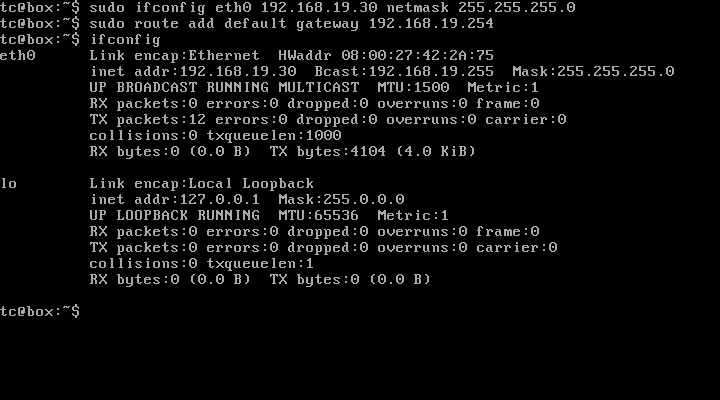 tc@box:~$ sudo ifconfig eth0 192.168.19.30 netmask 255.255.255.0
tc@box:~$ sudo route add default gateway 192.168.19.254
tc@box:~$ ifconfig
eth0      Link encap:Ethernet  HWaddr 08:00:27:42:2A:75
          inet addr:192.168.19.30  Bcast:192.168.19.255  Mask:255.255.255.0
          UP BROADCAST RUNNING MULTICAST  MTU:1500  Metric:1
          RX packets:0 errors:0 dropped:0 overruns:0 frame:0
          TX packets:12 errors:0 dropped:0 overruns:0 carrier:0
          collisions:0 txqueuelen:1000
          RX bytes:0 (0.0 B)  TX bytes:4104 (4.0 KiB)

lo        Link encap:Local Loopback
          inet addr:127.0.0.1  Mask:255.0.0.0
          UP LOOPBACK RUNNING  MTU:65536  Metric:1
          RX packets:0 errors:0 dropped:0 overruns:0 frame:0
          TX packets:0 errors:0 dropped:0 overruns:0 carrier:0
          collisions:0 txqueuelen:1
          RX bytes:0 (0.0 B)  TX bytes:0 (0.0 B)

tc@box:~$